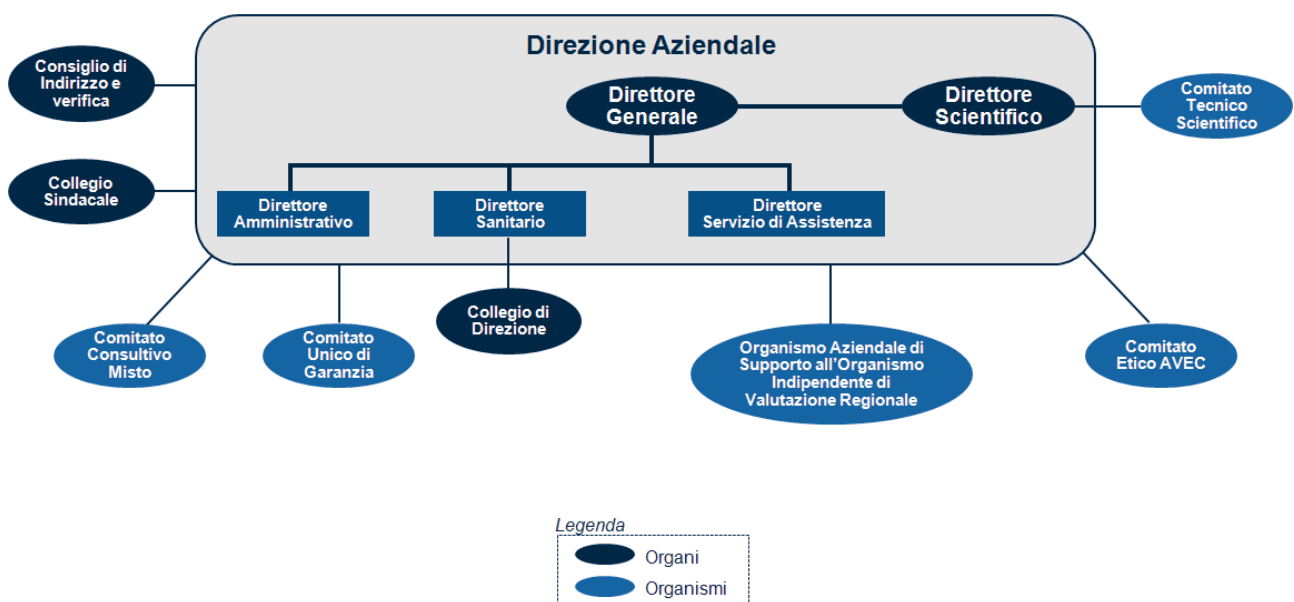 Direzione Aziendale
Consiglio di
Indirizzo e
verifica
Direttore
Generale
Direttore
Scientifico
Comitato
Tecnico
Scientifico
Collegio
Sindacale
Direttore
Amministrativo
Direttore
Sanitario
Direttore
Servizio di Assistenza
Comitato
Consultivo
Misto
Comitato
Unico di
Garanzia
Collegio di
Direzione
Organismo Aziendale di
Supporto all'Organismo
Indipendente di
Valutazione Regionale
Comitato
Etico AVEC
Legenda
Organi
Organismi